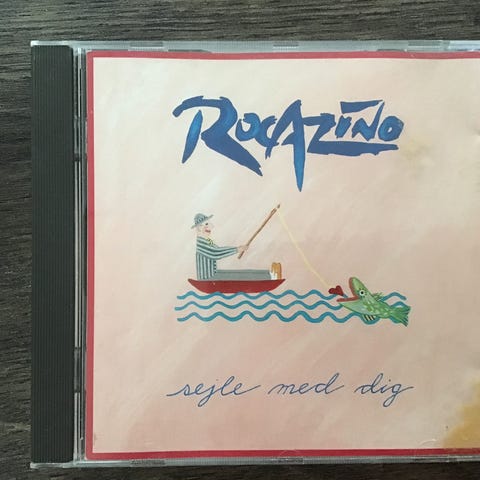 ROCAZINO
sejle med dig